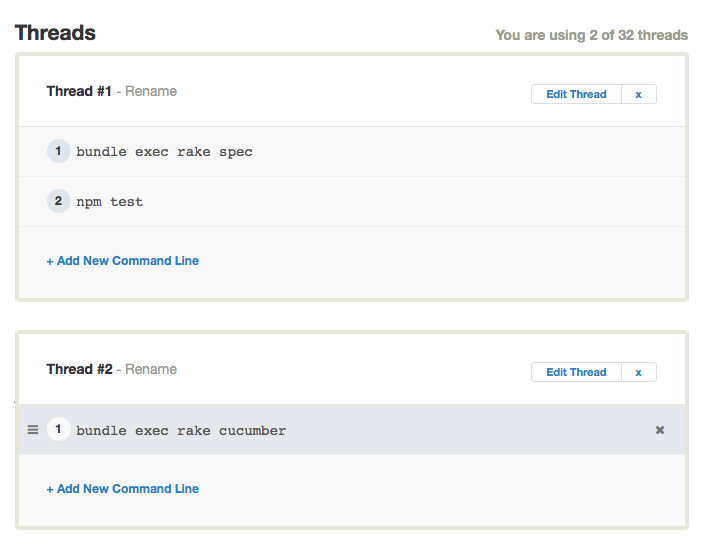 Threads
You are using 2 of 32 threads
Thread #1 - Rename
Edit Thread
x
1 bundle exec rake spec
2 npm test
+ Add New Command Line
Thread #2 - Rename
Edit Thread
x
1 bundle exec rake cucumber
+ Add New Command Line